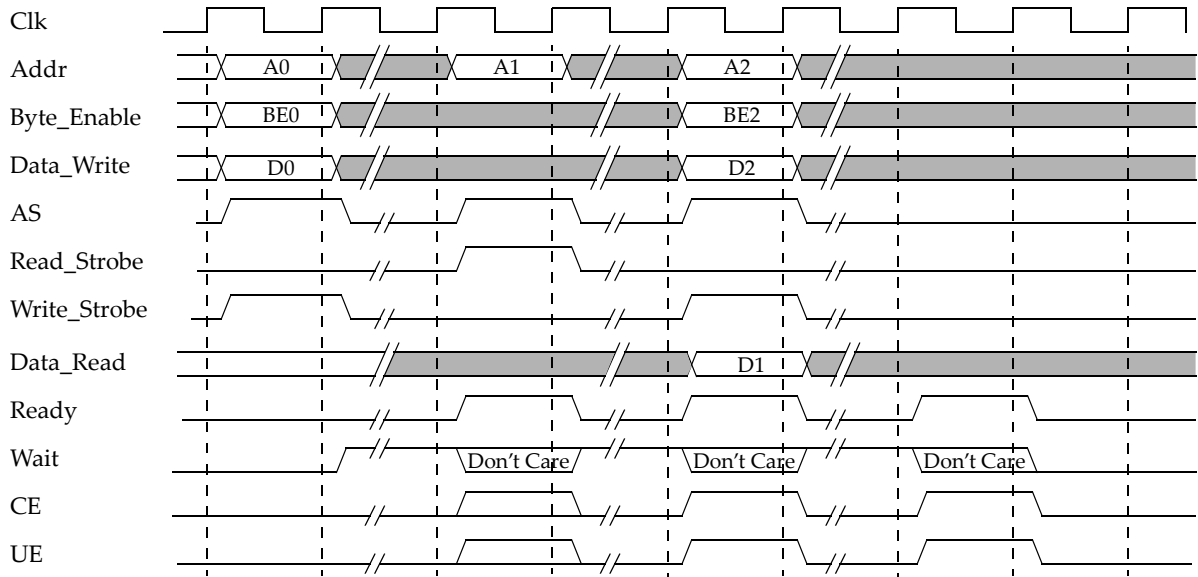 Clk
Addr A0 A1 A2
Byte_Enable BE0 BE2
Data_Write D0 D2
AS
Read_Strobe
Write_Strobe
Data_Read D1
Ready
Wait Don't Care Don't Care Don't Care
CE
UE